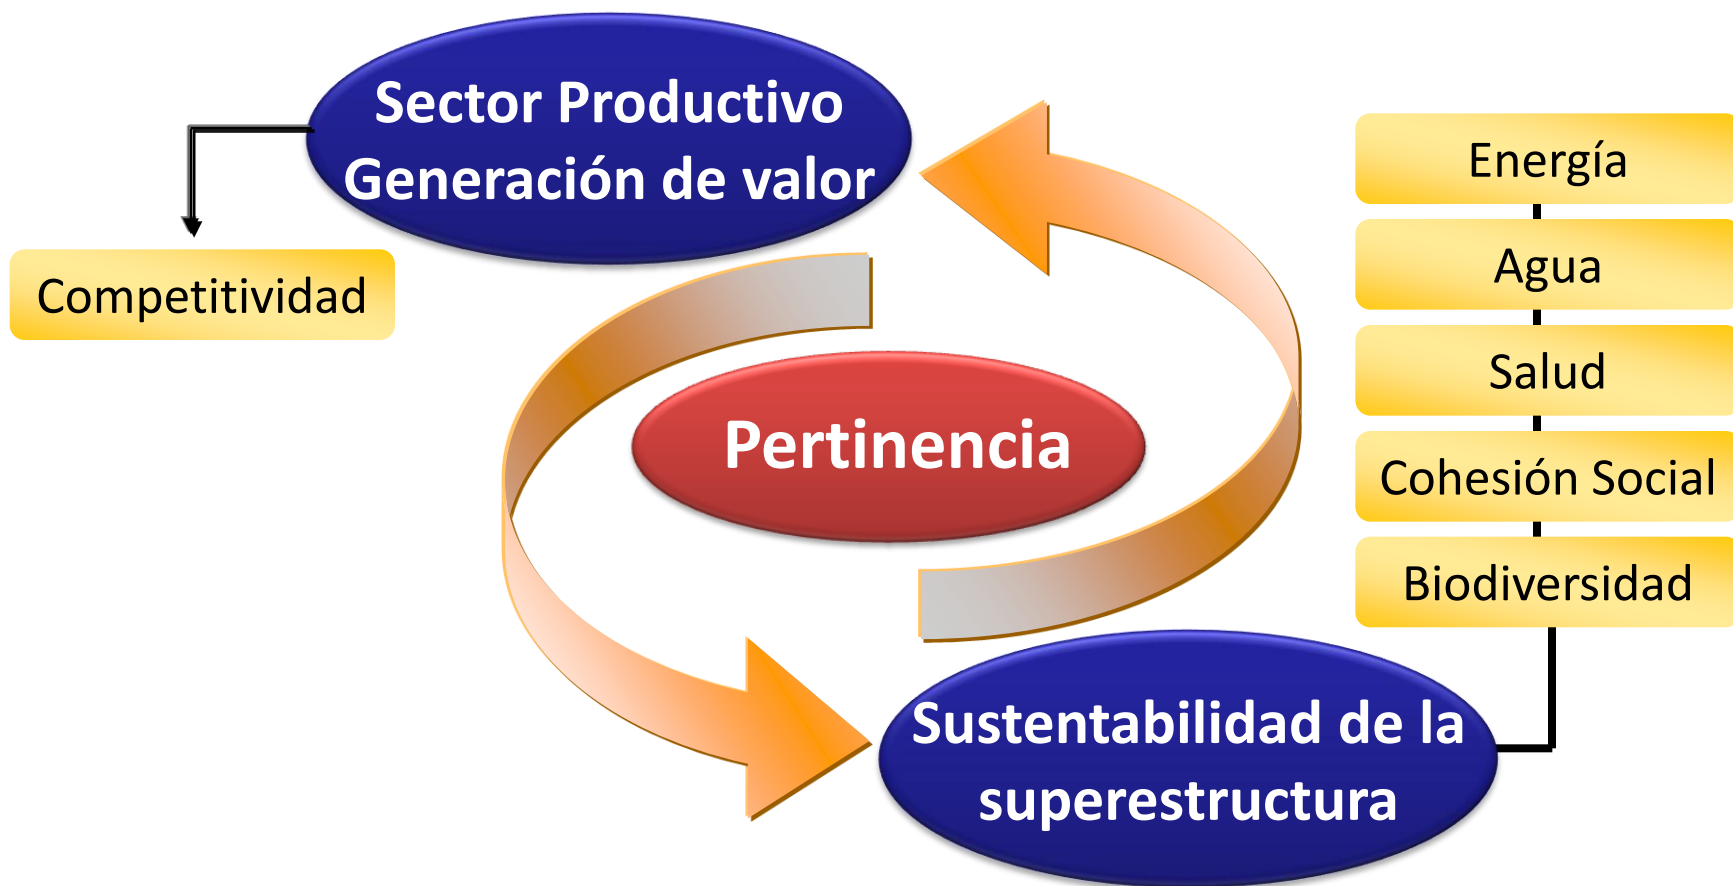 Sector Productivo
Generación de valor
Competitividad
Pertinencia
Energía
Agua
Salud
Cohesión Social
Biodiversidad
Sustentabilidad de la
superestructura